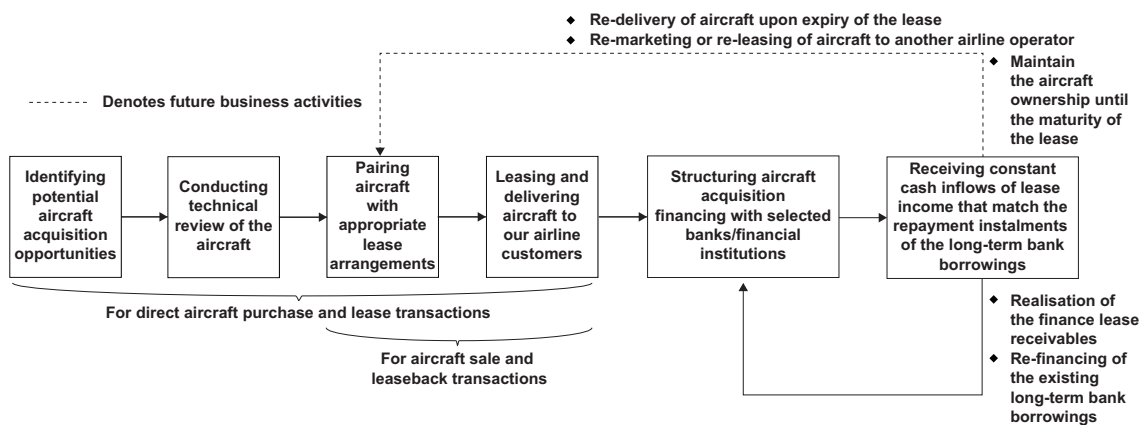 ◆ Re-delivery of aircraft upon expiry of the lease
◆ Re-marketing or re-leasing of aircraft to another airline operator
◆ Maintain
the aircraft
ownership until
the maturity of
the lease
Denotes future business activities
Identifying
potential
aircraft
acquisition
opportunities
Conducting
technical
review of the
aircraft
Pairing
aircraft with
appropriate
lease
arrangements
Leasing and
delivering
aircraft to
our airline
customers
Structuring aircraft
acquisition
financing with selected
banks/financial
institutions
Receiving constant
cash inflows of lease
income that match the
repayment instalments
of the long-term bank
borrowings
For direct aircraft purchase and lease transactions
For aircraft sale and
leaseback transactions
◆ Realisation of
the finance lease
receivables
◆ Re-financing of
the existing
long-term bank
borrowings